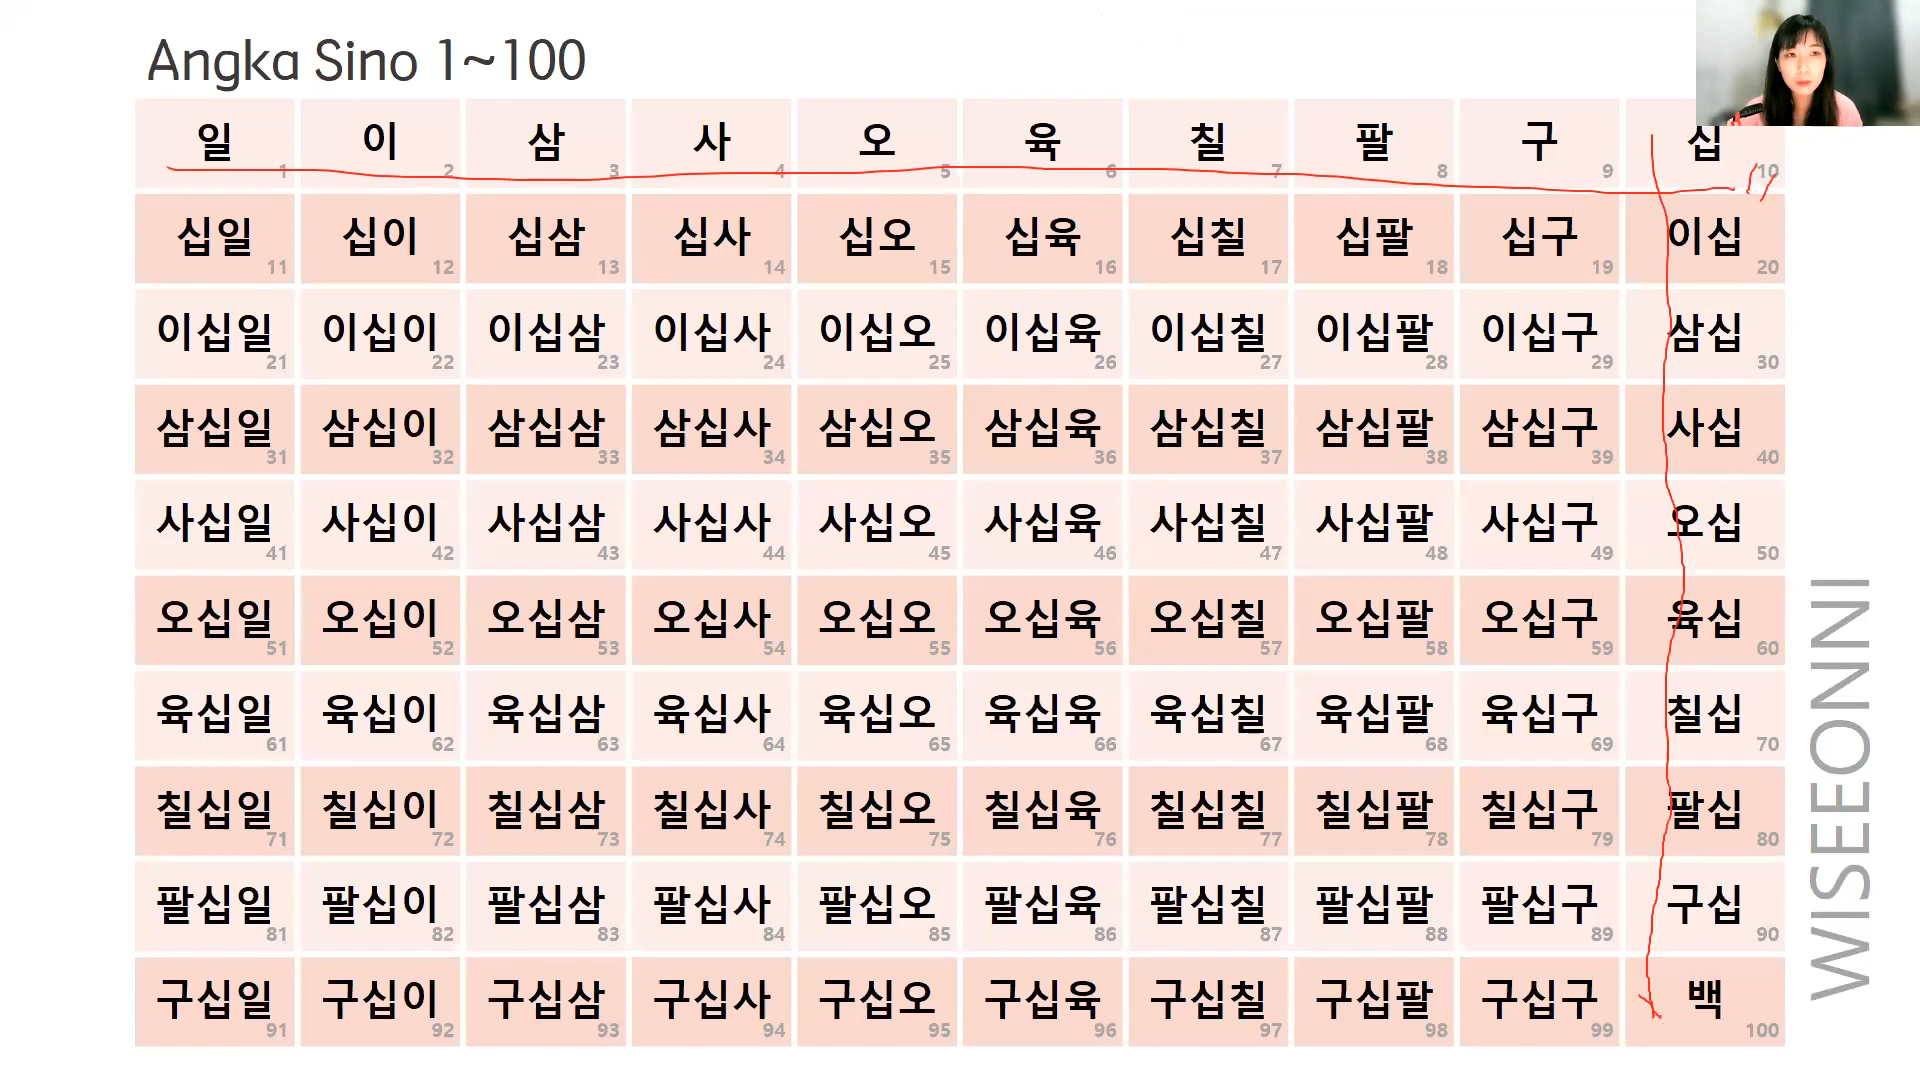 Angka Sino 1~100
일 1 이 2 삼 3 사 4 오 5 육 6 칠 7 팔 8 구 9 십 10
십일 11 십이 12 십삼 13 십사 14 십오 15 십육 16 십칠 17 십팔 18 십구 19 이십 20
이십일 21 이십이 22 이십삼 23 이십사 24 이십오 25 이십육 26 이십칠 27 이십팔 28 이십구 29 삼십 30
삼십일 31 삼십이 32 삼십삼 33 삼십사 34 삼십오 35 삼십육 36 삼십칠 37 삼십팔 38 삼십구 39 사십 40
사십일 41 사십이 42 사십삼 43 사십사 44 사십오 45 사십육 46 사십칠 47 사십팔 48 사십구 49 오십 50
오십일 51 오십이 52 오십삼 53 오십사 54 오십오 55 오십육 56 오십칠 57 오십팔 58 오십구 59 육십 60
육십일 61 육십이 62 육십삼 63 육십사 64 육십오 65 육십육 66 육십칠 67 육십팔 68 육십구 69 칠십 70
칠십일 71 칠십이 72 칠십삼 73 칠십사 74 칠십오 75 칠십육 76 칠십칠 77 칠십팔 78 칠십구 79 팔십 80
팔십일 81 팔십이 82 팔십삼 83 팔십사 84 팔십오 85 팔십육 86 팔십칠 87 팔십팔 88 팔십구 89 구십 90
구십일 91 구십이 92 구십삼 93 구십사 94 구십오 95 구십육 96 구십칠 97 구십팔 98 구십구 99 백 100
WISEEONNI